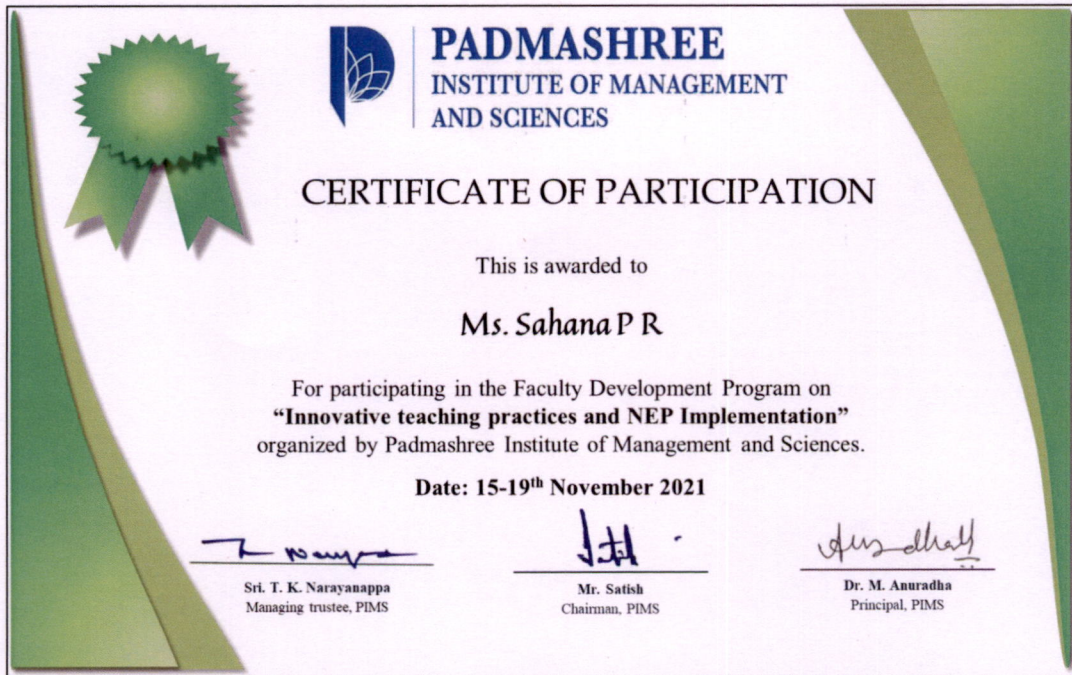 PADMASHREE
INSTITUTE OF MANAGEMENT
AND SCIENCES
CERTIFICATE OF PARTICIPATION
This is awarded to
Ms. Sahana P R
For participating in the Faculty Development Program on
“Innovative teaching practices and NEP Implementation”
organized by Padmashree Institute of Management and Sciences.
Date: 15-19th November 2021
Sri. T. K. Narayanappa
Managing trustee, PIMS
Mr. Satish
Chairman, PIMS
Dr. M. Anuradha
Principal, PIMS